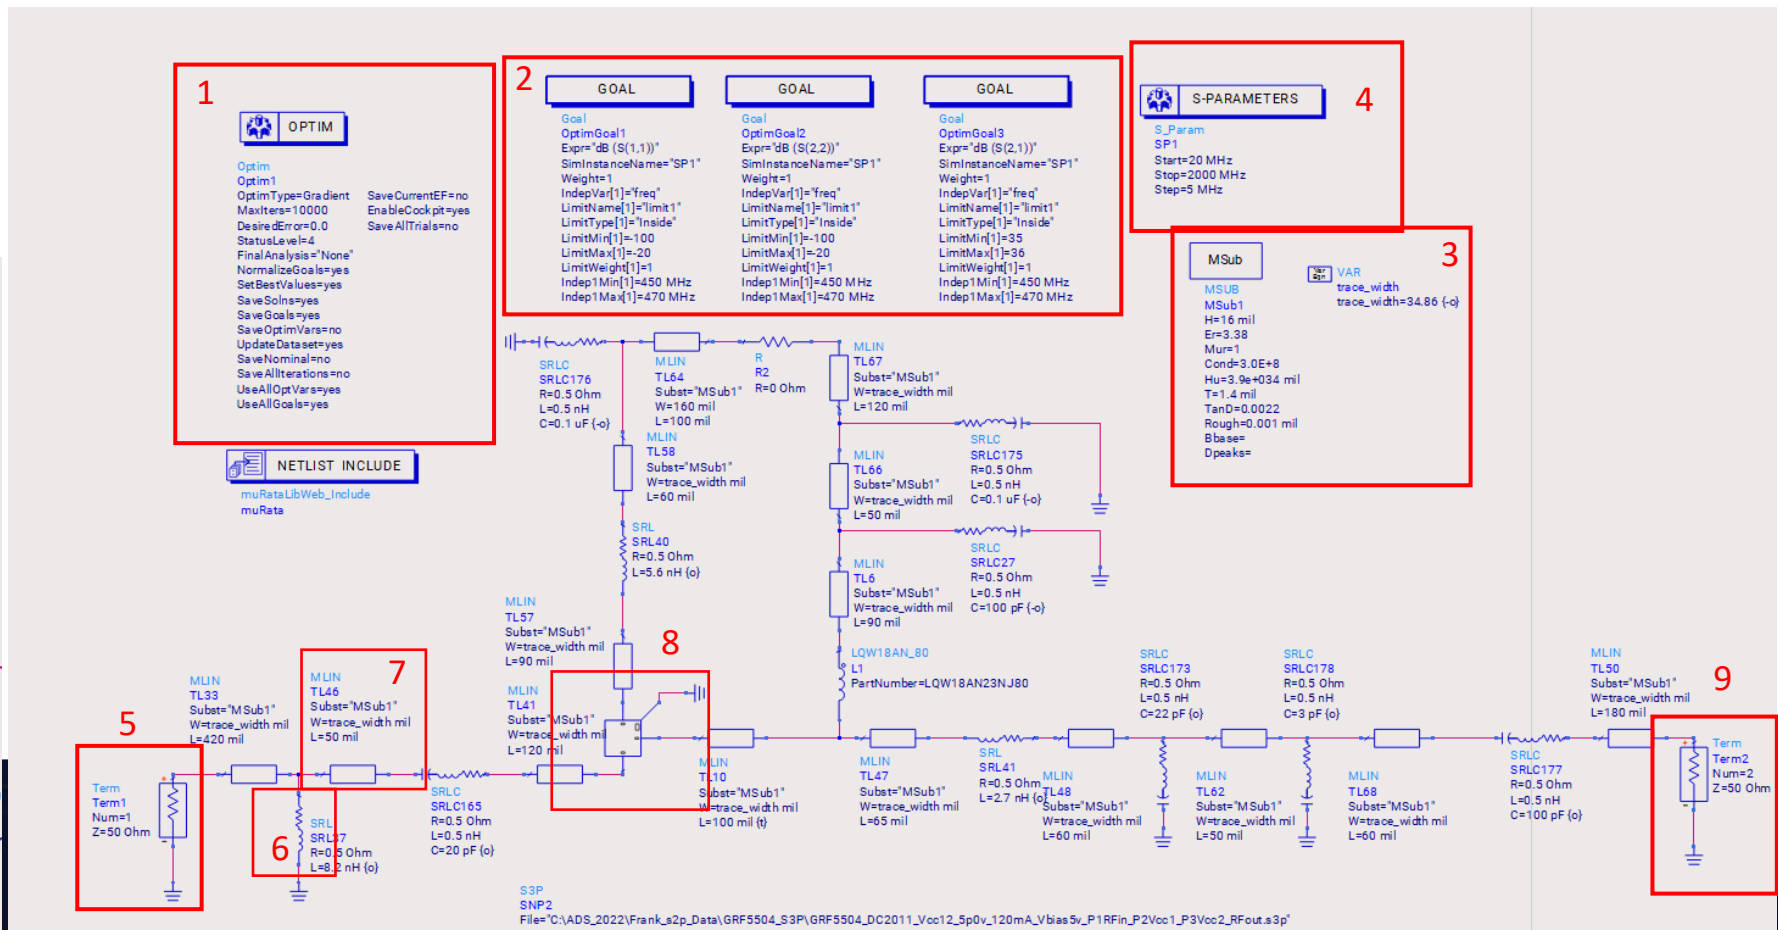 1
OPTIM
Optim
Optim1
OptimType=Gradient
MaxIters=10000
DesiredError=0.0
StatusLevel=4
FinalAnalysis="None"
NormalizeGoals=yes
SetBestValues=yes
SaveSolns=yes
SaveGoals=yes
SaveOptimVars=no
UpdateDataset=yes
SaveNominal=no
SaveAllIterations=no
UseAllOptVars=yes
UseAllGoals=yes
SaveCurrentEF=no
EnableCockpit=yes
SaveAllTrials=no
NETLIST INCLUDE
muRataLibWeb_Include
muRata
2
GOAL
Goal
OptimGoal1
Expr="dB (S(1,1))"
SimInstanceName="SP1"
Weight=1
IndepVar[1]="freq"
LimitName[1]="limit1"
LimitType[1]="Inside"
LimitMin[1]=-100
LimitMax[1]=-20
LimitWeight[1]=1
Indep1Min[1]=450 MHz
Indep1Max[1]=470 MHz
GOAL
Goal
OptimGoal2
Expr="dB (S(2,2))"
SimInstanceName="SP1"
Weight=1
IndepVar[1]="freq"
LimitName[1]="limit1"
LimitType[1]="Inside"
LimitMin[1]=-100
LimitMax[1]=-20
LimitWeight[1]=1
Indep1Min[1]=450 MHz
Indep1Max[1]=470 MHz
GOAL
Goal
OptimGoal3
Expr="dB (S(2,1))"
SimInstanceName="SP1"
Weight=1
IndepVar[1]="freq"
LimitName[1]="limit1"
LimitType[1]="Inside"
LimitMin[1]=35
LimitMax[1]=36
LimitWeight[1]=1
Indep1Min[1]=450 MHz
Indep1Max[1]=470 MHz
4
S-PARAMETERS
S_Param
SP1
Start=20 MHz
Stop=2000 MHz
Step=5 MHz
3
MSub
MSUB
MSub1
H=16 mil
Er=3.38
Mur=1
Cond=3.0E+8
Hu=3.9e+034 mil
T=1.4 mil
TanD=0.0022
Rough=0.001 mil
Bbase=
Dpeaks=
Var
Eqn
VAR
trace_width
trace_width=34.86 {-o}
SRLC
SRLC176
R=0.5 Ohm
L=0.5 nH
C=0.1 uF {-o}
MLIN
TL64
Subst="MSub1"
W=160 mil
L=100 mil
R
R2
R=0 Ohm
MLIN
TL67
Subst="MSub1"
W=trace_width mil
L=120 mil
MLIN
TL58
Subst="MSub1"
W=trace_width mil
L=60 mil
SRLC
SRLC175
R=0.5 Ohm
L=0.5 nH
C=0.1 uF {-o}
MLIN
TL66
Subst="MSub1"
W=trace_width mil
L=50 mil
SRL
SRL40
R=0.5 Ohm
L=5.6 nH {o}
SRLC
SRLC27
R=0.5 Ohm
L=0.5 nH
C=100 pF {-o}
MLIN
TL6
Subst="MSub1"
W=trace_width mil
L=90 mil
MLIN
TL57
Subst="MSub1"
W=trace_width mil
L=90 mil
8
LQW18AN_80
L1
PartNumber=LQW18AN23NJ80
5
Term
Term1
Num=1
Z=50 Ohm
MLIN
TL33
Subst="MSub1"
W=trace_width mil
L=420 mil
7
MLIN
TL46
Subst="MSub1"
W=trace_width mil
L=50 mil
6
SRL
SRL37
R=0.5 Ohm
L=8.2 nH {o}
SRLC
SRLC165
R=0.5 Ohm
L=0.5 nH
C=20 pF {o}
MLIN
TL41
Subst="MSub1"
W=trace_width mil
L=120 mil
MLIN
TL10
Subst="MSub1"
W=trace_width mil
L=100 mil {t}
MLIN
TL47
Subst="MSub1"
W=trace_width mil
L=65 mil
SRL
SRL41
R=0.5 Ohm
L=2.7 nH {o}
MLIN
TL48
Subst="MSub1"
W=trace_width mil
L=60 mil
SRLC
SRLC173
R=0.5 Ohm
L=0.5 nH
C=22 pF {o}
MLIN
TL62
Subst="MSub1"
W=trace_width mil
L=50 mil
SRLC
SRLC178
R=0.5 Ohm
L=0.5 nH
C=3 pF {o}
MLIN
TL68
Subst="MSub1"
W=trace_width mil
L=60 mil
SRLC
SRLC177
R=0.5 Ohm
L=0.5 nH
C=100 pF {o}
MLIN
TL50
Subst="MSub1"
W=trace_width mil
L=180 mil
9
Term
Term2
Num=2
Z=50 Ohm
S3P
SNP2
File="C:\ADS_2022\Frank_s2p_Data\GRF5504_S3P\GRF5504_DC2011_Vcc12_5p0v_120mA_Vbias5v_P1RFin_P2Vcc1_P3Vcc2_RFout.s3p"